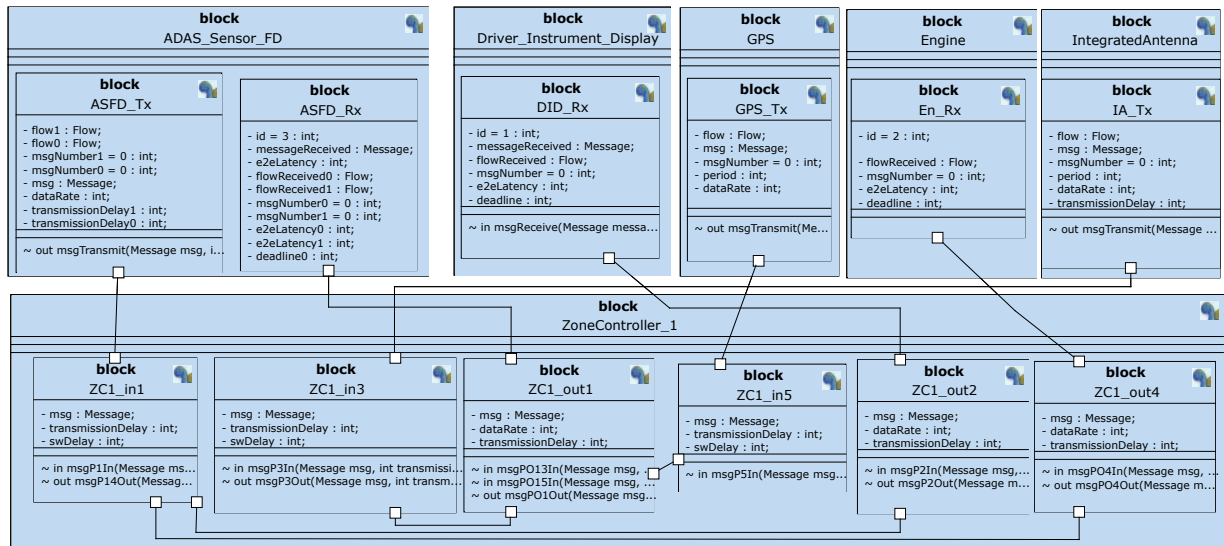 block
ADAS_Sensor_FD
block
ASFD_Tx
- flow1 : Flow;
- flow0 : Flow;
- msgNumber1 = 0 : int;
- msgNumber0 = 0 : int;
- msg : Message;
- dataRate : int;
- transmissionDelay1 : int;
- transmissionDelay0 : int;
~ out msgTransmit(Message msg, i...
block
ASFD_Rx
- id = 3 : int;
- messageReceived : Message;
- e2eLatency : int;
- flowReceived0 : Flow;
- flowReceived1 : Flow;
- msgNumber0 = 0 : int;
- msgNumber1 = 0 : int;
- e2eLatency0 : int;
- e2eLatency1 : int;
- deadline0 : int;
block
Driver_Instrument_Display
block
DID_Rx
- id = 1 : int;
- messageReceived : Message;
- flowReceived : Flow;
- msgNumber = 0 : int;
- e2eLatency : int;
- deadline : int;
~ in msgReceive(Message messa...
block
GPS
block
GPS_Tx
- flow : Flow;
- msg : Message;
- msgNumber = 0 : int;
- period : int;
- dataRate : int;
~ out msgTransmit(Me...
block
Engine
block
En_Rx
- id = 2 : int;
- flowReceived : Flow;
- msgNumber = 0 : int;
- e2eLatency : int;
- deadline : int;
block
IntegratedAntenna
block
IA_Tx
- flow : Flow;
- msg : Message;
- msgNumber = 0 : int;
- period : int;
- dataRate : int;
- transmissionDelay : int;
~ out msgTransmit(Message ...
block
ZoneController_1
block
ZC1_in1
- msg : Message;
- transmissionDelay : int;
- swDelay : int;
~ in msgP1In(Message ms...
~ out msgP14Out(Messag...
block
ZC1_in3
- msg : Message;
- transmissionDelay : int;
- swDelay : int;
~ in msgP3In(Message msg, int transmissi...
~ out msgP3Out(Message msg, int transm...
block
ZC1_out1
- msg : Message;
- dataRate : int;
- transmissionDelay : int;
~ in msgPO13In(Message msg, ...
~ in msgPO15In(Message msg, ...
~ out msgPO1Out(Message msg...
block
ZC1_in5
- msg : Message;
- transmissionDelay : int;
- swDelay : int;
~ in msgP5In(Message msg...
block
ZC1_out2
- msg : Message;
- dataRate : int;
- transmissionDelay : int;
~ in msgP2In(Message msg,...
~ out msgP2Out(Message m...
block
ZC1_out4
- msg : Message;
- dataRate : int;
- transmissionDelay : int;
~ in msgPO4In(Message msg, ...
~ out msgPO4Out(Message m...